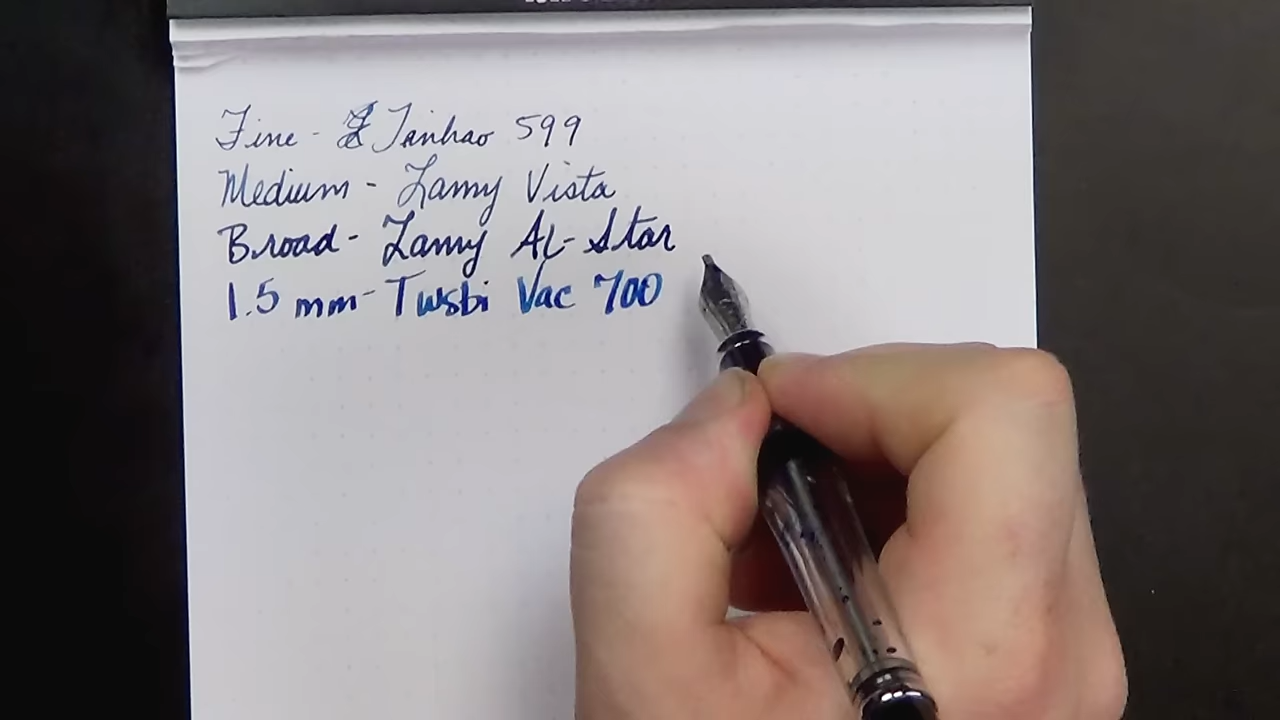 Fine - Jinhao 599
Medium - Lamy Vista
Broad - Lamy Al-Star
1.5 mm - Twsbi Vac 700